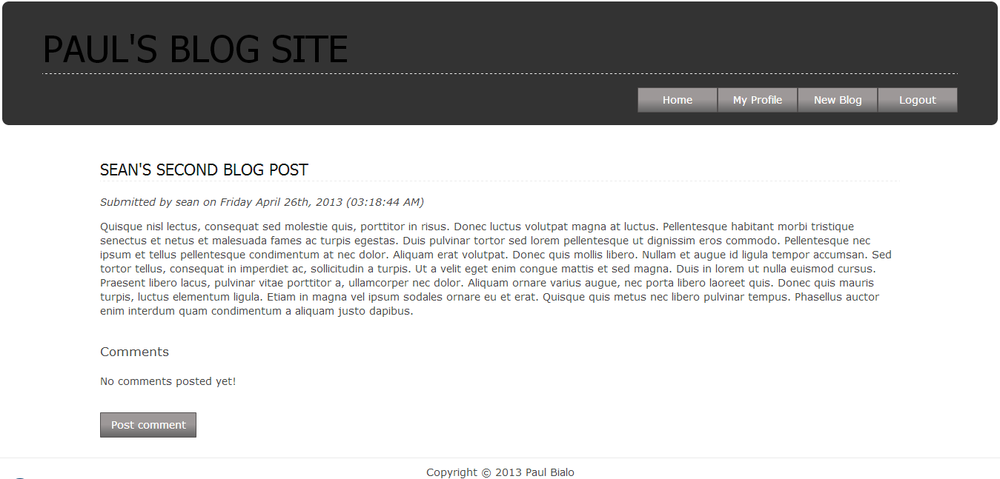 PAUL'S BLOG SITE
Home My Profile New Blog Logout
SEAN'S SECOND BLOG POST
Submitted by sean on Friday April 26th, 2013 (03:18:44 AM)
Quisque nisl lectus, consequat sed molestie quis, porttitor in risus. Donec luctus volutpat magna at luctus. Pellentesque habitant morbi tristique
senectus et netus et malesuada fames ac turpis egestas. Duis pulvinar tortor sed lorem pellentesque ut dignissim eros commodo. Pellentesque nec
ipsum et tellus pellentesque condimentum at nec dolor. Aliquam erat volutpat. Donec quis mollis libero. Nullam et augue id ligula tempor accumsan. Sed
tortor tellus, consequat in imperdiet ac, sollicitudin a turpis. Ut a velit eget enim congue mattis et sed magna. Duis in lorem ut nulla euismod cursus.
Praesent libero lacus, pulvinar vitae porttitor a, ullamcorper nec dolor. Aliquam ornare varius augue, nec porta libero laoreet quis. Donec quis mauris
turpis, luctus elementum ligula. Etiam in magna vel ipsum sodales ornare eu et erat. Quisque quis metus nec libero pulvinar tempus. Phasellus auctor
enim interdum quam condimentum a aliquam justo dapibus.
Comments
No comments posted yet!
Post comment
Copyright © 2013 Paul Bialo